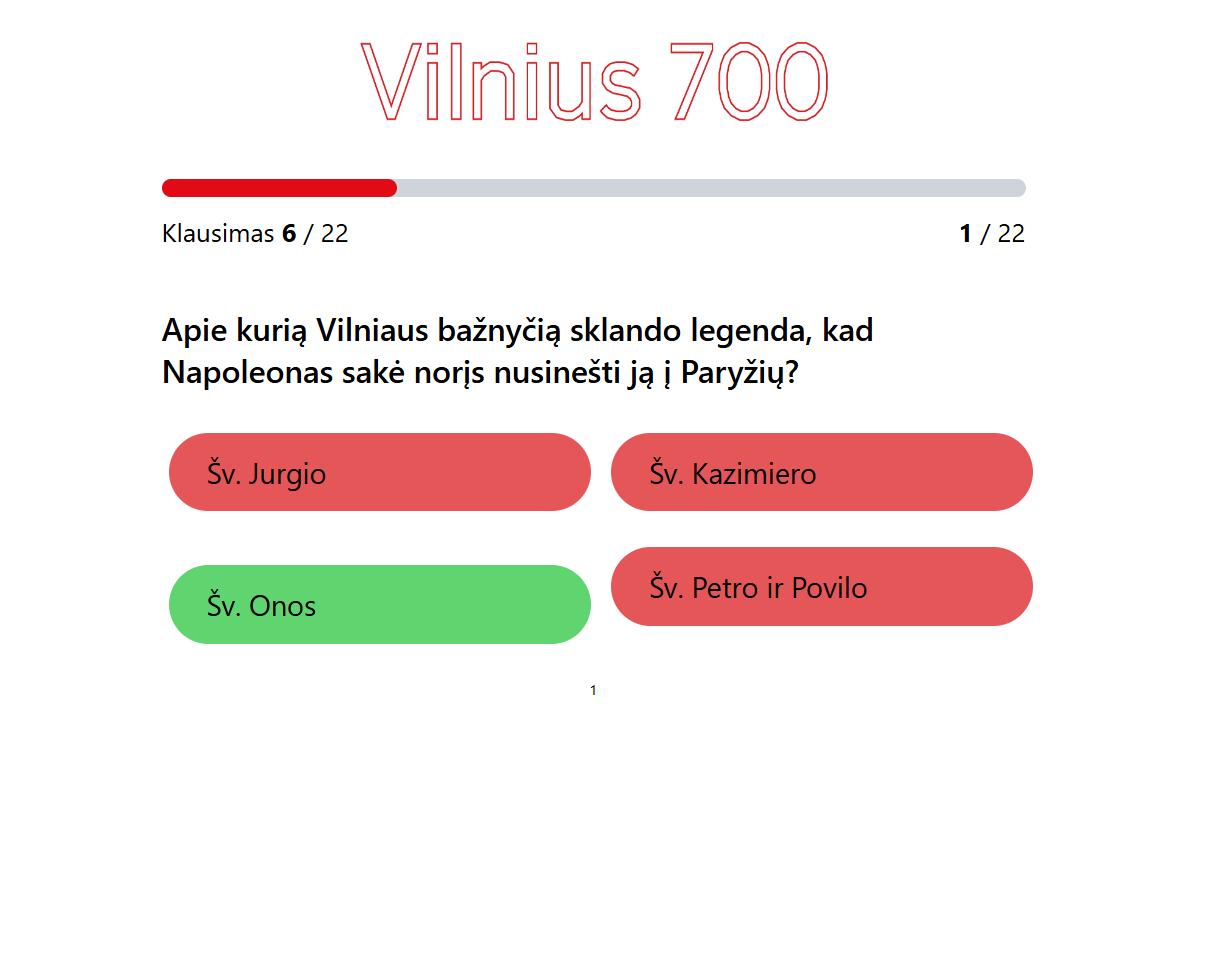 Vilnius 700
Klausimas 6 / 22
1 / 22
Apie kurią Vilniaus bažnyčią sklando legenda, kad
Napoleonas sakė norįs nusinešti ją į Paryžių?
Šv. Jurgio
Šv. Kazimiero
Šv. Onos
Šv. Petro ir Povilo
1